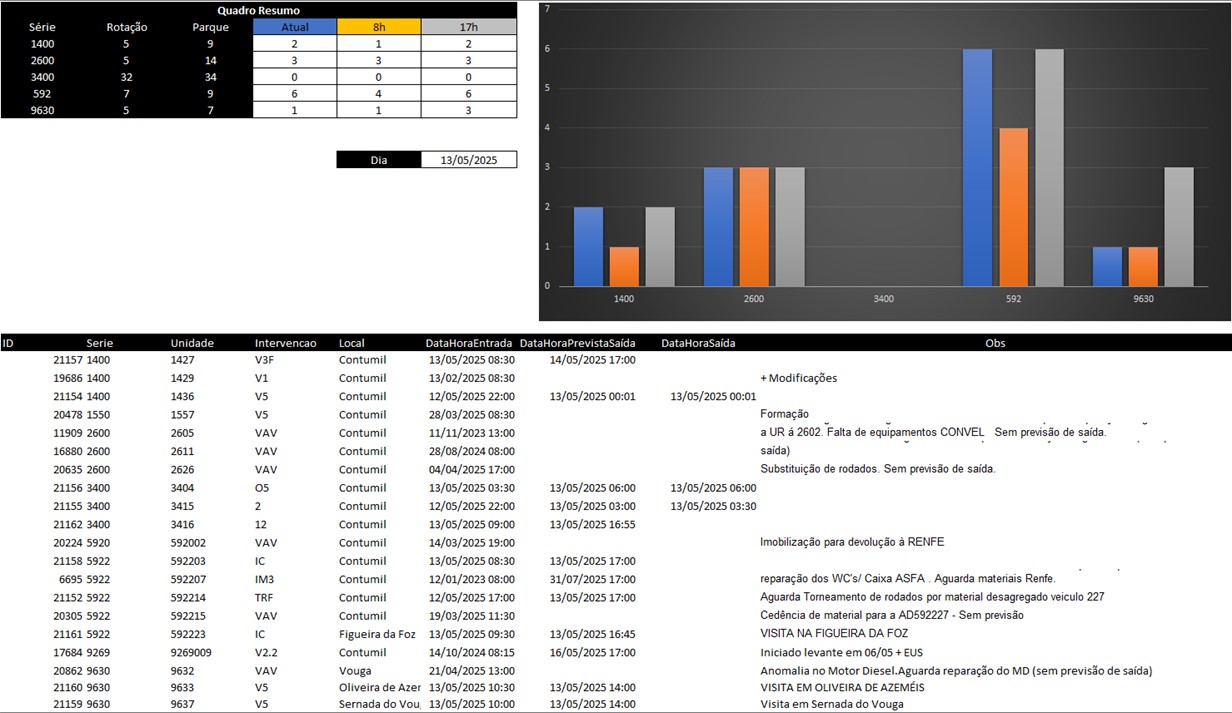 Quadro Resumo
Série Rotação Parque Atual 8h 17h
1400 5 9 2 1 2
2600 5 14 3 3 3
3400 32 34 0 0 0
592 7 9 6 4 6
9630 5 7 1 1 3
Dia 13/05/2025
7
6
5
4
3
2
1
0
1400 2600 3400 592 9630
ID Serie Unidade Intervencao Local DataHoraEntrada DataHoraPrevistaSaída DataHoraSaída Obs
21157 1400 1427 V3F Contumil 13/05/2025 08:30 14/05/2025 17:00
19686 1400 1429 V1 Contumil 13/02/2025 08:30 + Modificações
21154 1400 1436 V5 Contumil 12/05/2025 22:00 13/05/2025 00:01 13/05/2025 00:01
20478 1550 1557 V5 Contumil 28/03/2025 08:30 Formação
11909 2600 2605 VAV Contumil 11/11/2023 13:00 a UR á 2602. Falta de equipamentos CONVEL Sem previsão de saída.
16880 2600 2611 VAV Contumil 28/08/2024 08:00 saída)
20635 2600 2626 VAV Contumil 04/04/2025 17:00 Substituição de rodados. Sem previsão de saída.
21156 3400 3404 O5 Contumil 13/05/2025 03:30 13/05/2025 06:00 13/05/2025 06:00
21155 3400 3415 2 Contumil 12/05/2025 22:00 13/05/2025 03:00 13/05/2025 03:30
21162 3400 3416 12 Contumil 13/05/2025 09:00 13/05/2025 16:55
20224 5920 592002 VAV Contumil 14/03/2025 19:00 Imobilização para devolução á RENFE
21158 5922 592203 IC Contumil 13/05/2025 08:30 13/05/2025 17:00
6695 5922 592207 IM3 Contumil 12/01/2023 08:00 31/07/2025 17:00 reparação dos WC's/ Caixa ASFA . Aguarda materiais Renfe.
21152 5922 592214 TRF Contumil 12/05/2025 17:00 13/05/2025 17:00 Aguarda Torneamento de rodados por material desagregado veiculo 227
20305 5922 592215 VAV Contumil 19/03/2025 11:30 Cedência de material para a AD592227 - Sem previsão
21161 5922 592223 IC Figueira da Foz 13/05/2025 09:30 13/05/2025 16:45 VISITA NA FIGUEIRA DA FOZ
17684 9269 9269009 V2.2 Contumil 14/10/2024 08:15 16/05/2025 17:00 Iniciado levante em 06/05 + EUS
20862 9630 9632 VAV Vouga 21/04/2025 13:00 Anomalia no Motor Diesel.Aguarda reparação do MD (sem previsão de saída)
21160 9630 9633 V5 Oliveira de Azer 13/05/2025 10:30 13/05/2025 14:00 VISITA EM OLIVEIRA DE AZEMÉIS
21159 9630 9637 V5 Sernada do Vou 13/05/2025 10:00 13/05/2025 14:00 Visita em Sernada do Vouga